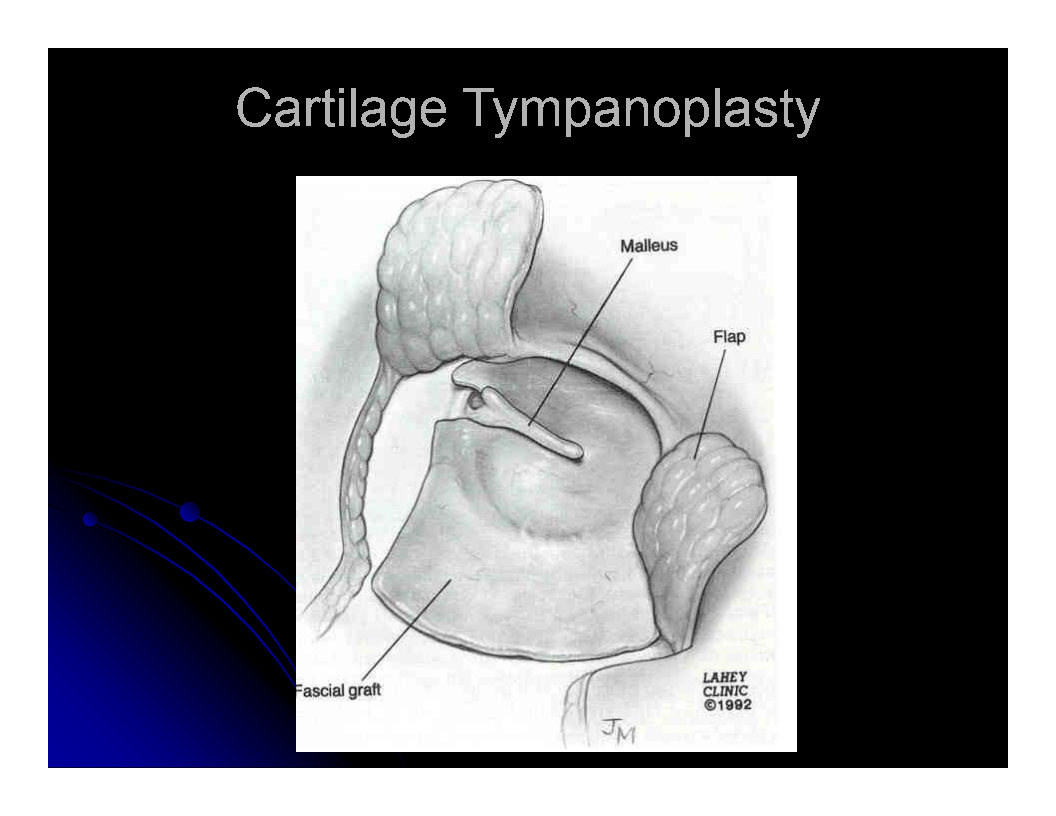 Cartilage Tympanoplasty
Malleus
Flap
Fascial graft
LAHEY
CLINIC
©1992
JM